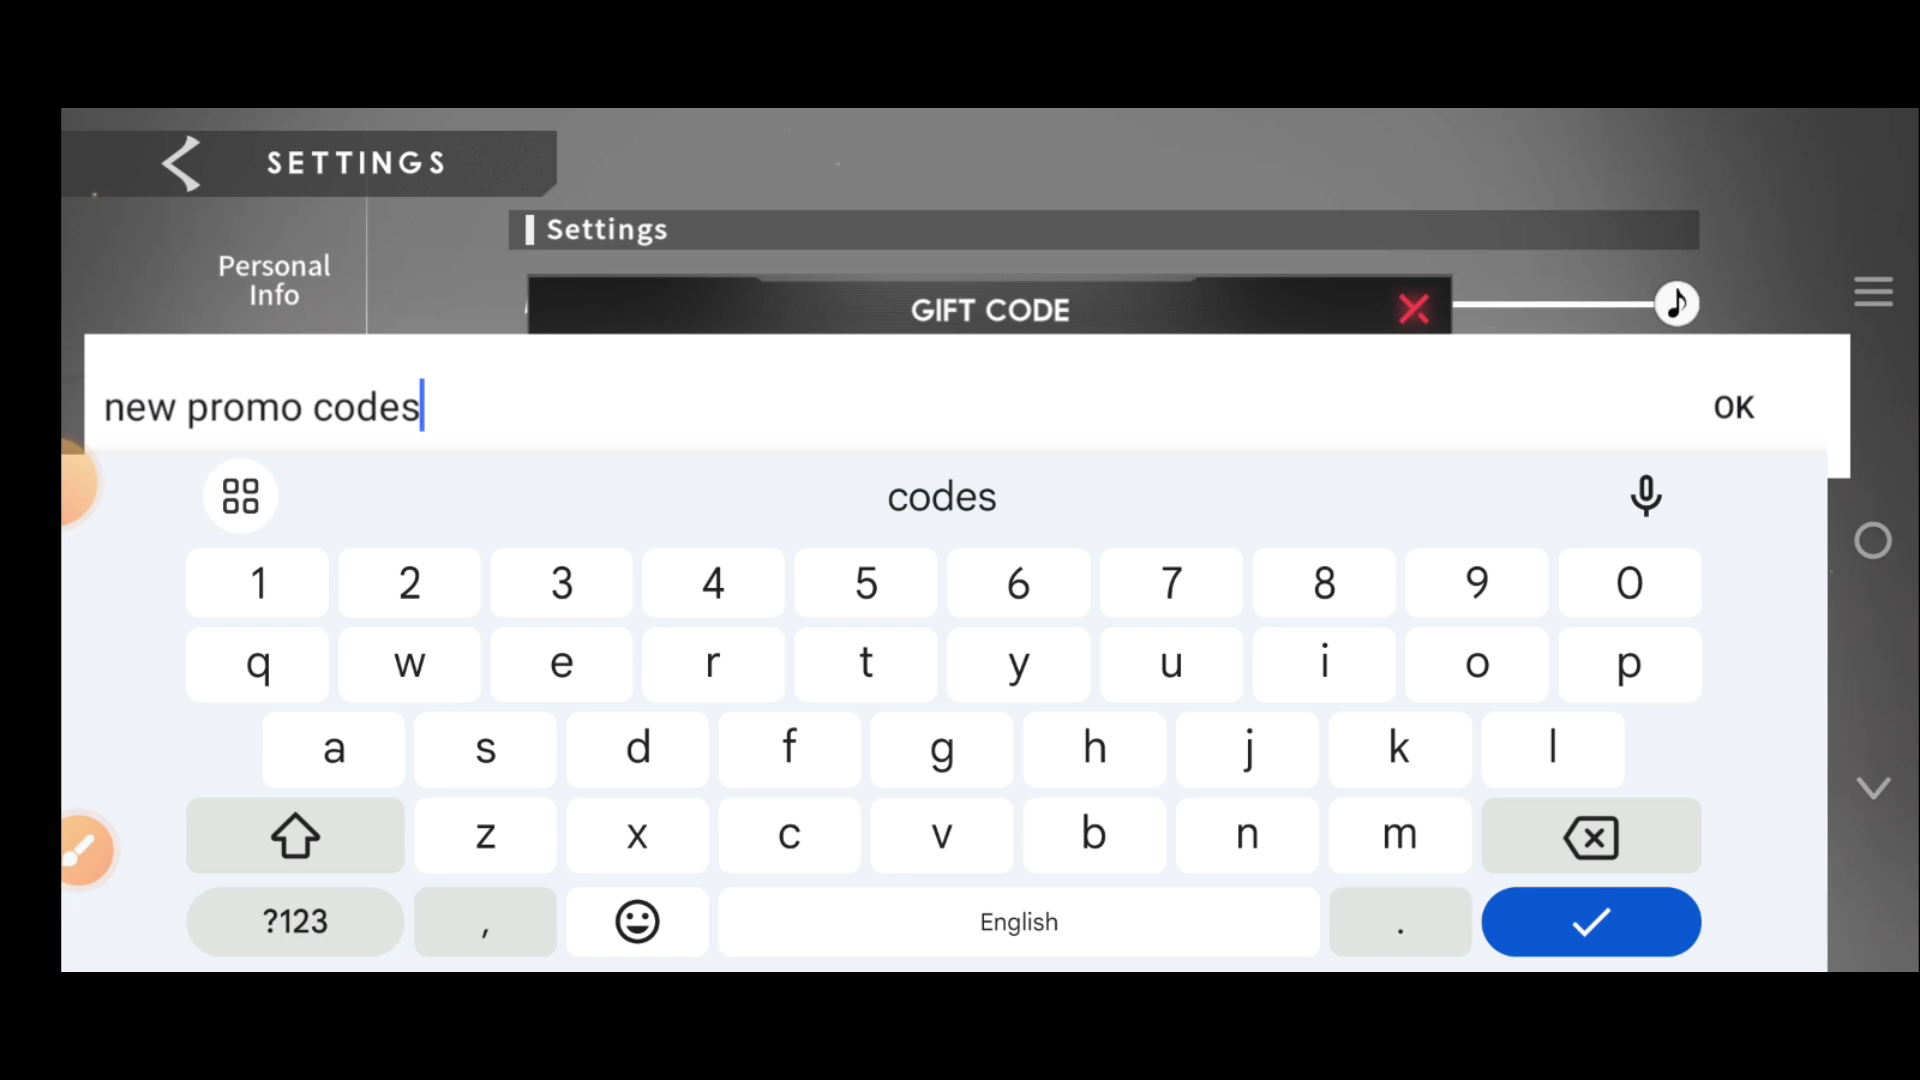 SETTINGS
Settings
Personal
Info
GIFT CODE
new promo codes
OK
codes
1 2 3 4 5 6 7 8 9 0
q w e r t y u i o p
a s d f g h j k l
z x c v b n m
?123 , English .